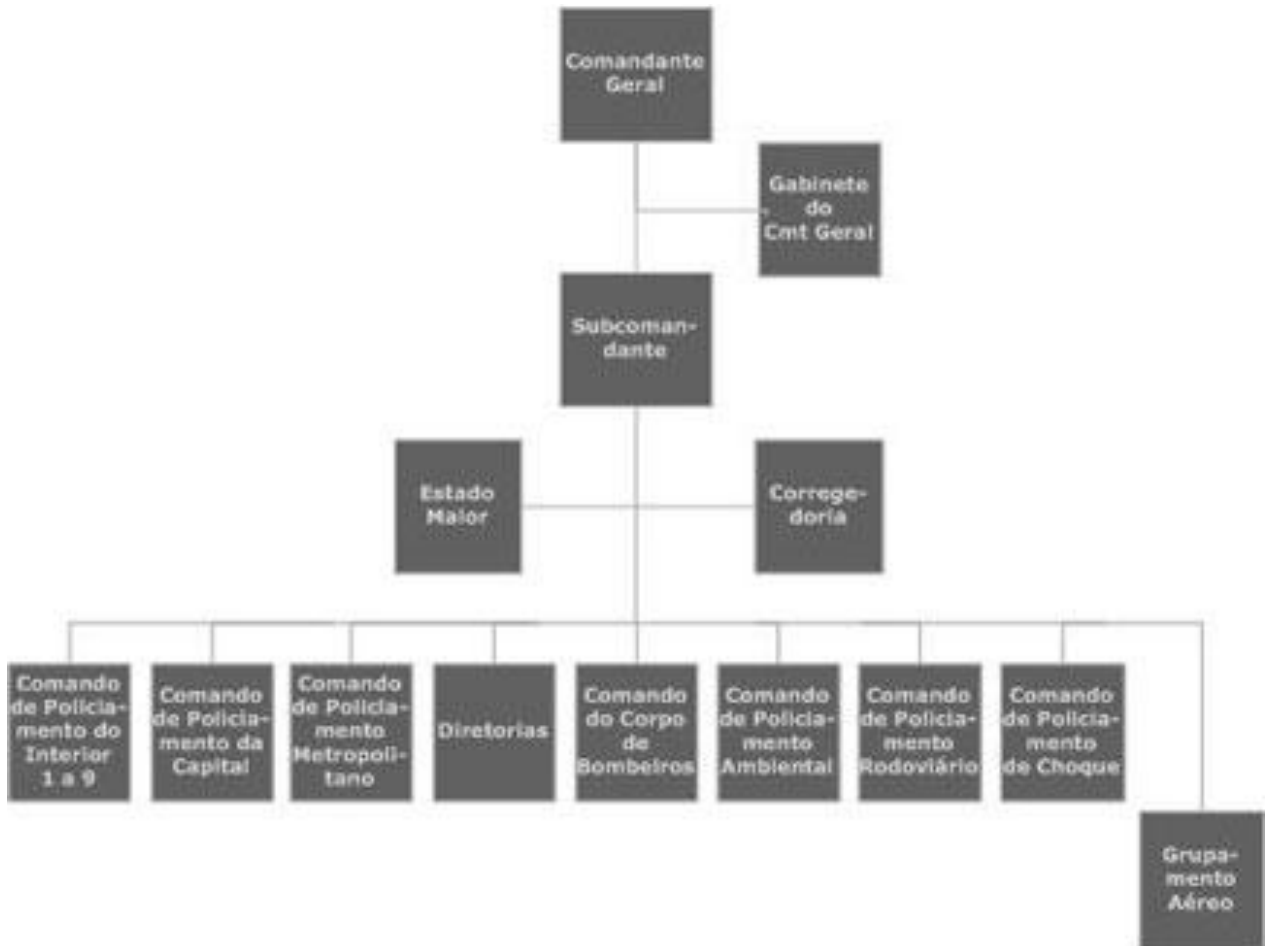 Comandante
Geral
Gabinete
do
Cmt Geral
Subcoman-
dante
Estado
Maior
Correge-
doria
Comando
de Policia-
mento do
Interior
1 a 9
Comando
de Policia-
mento da
Capital
Comando
de Policia-
mento
Metropoli-
tano
Diretorias
Comando
do Corpo
de
Bombeiros
Comando
de Policia-
mento
Ambiental
Comando
de Policia-
mento
Rodoviário
Comando
de Policia-
mento
de Choque
Grupa-
mento
Aéreo